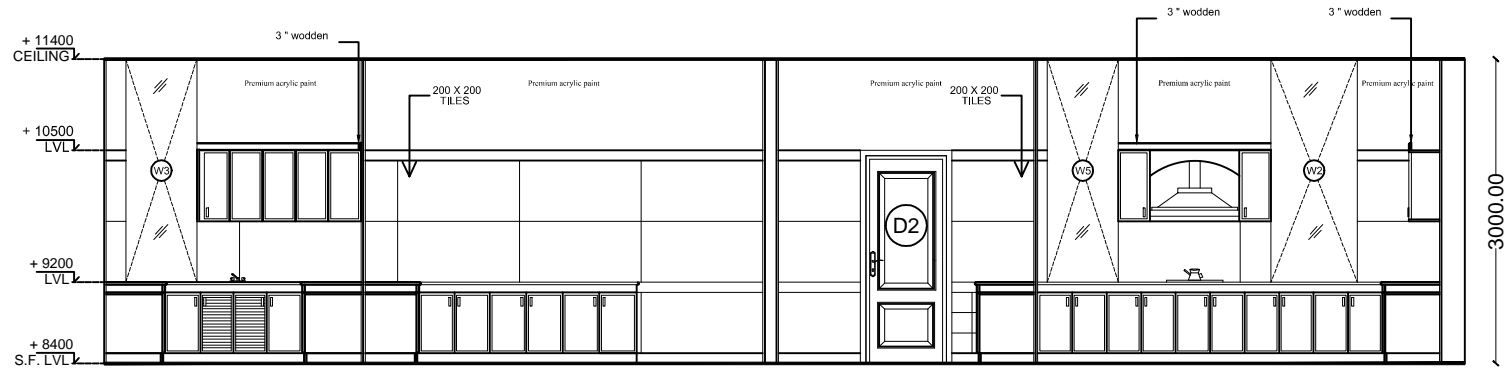 3 " wodden
3 " wodden
3 " wodden
+ 11400
CEILING
Premium acrylic paint
Premium acrylic paint
Premium acrylic paint
Premium acrylic paint
Premium acrylic paint
200 X 200
TILES
200 X 200
TILES
+ 10500
LVL
W3
W5
W2
D2
3000.00
+ 9200
LVL
+ 8400
S.F. LVL